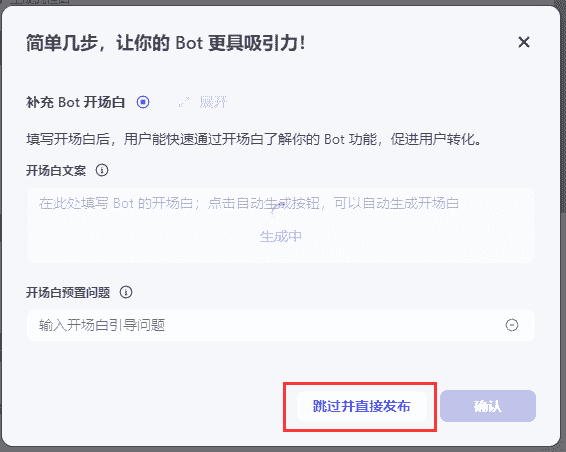 简单几步，让你的 Bot 更具吸引力！
补充 Bot 开场白 展开
填写开场白后，用户能快速通过开场白了解你的 Bot 功能，促进用户转化。
开场白文案
在此处填写 Bot 的开场白；点击自动生成按钮，可以自动生成开场白
生成中
开场白预置问题
输入开场白引导问题
跳过并直接发布 确认